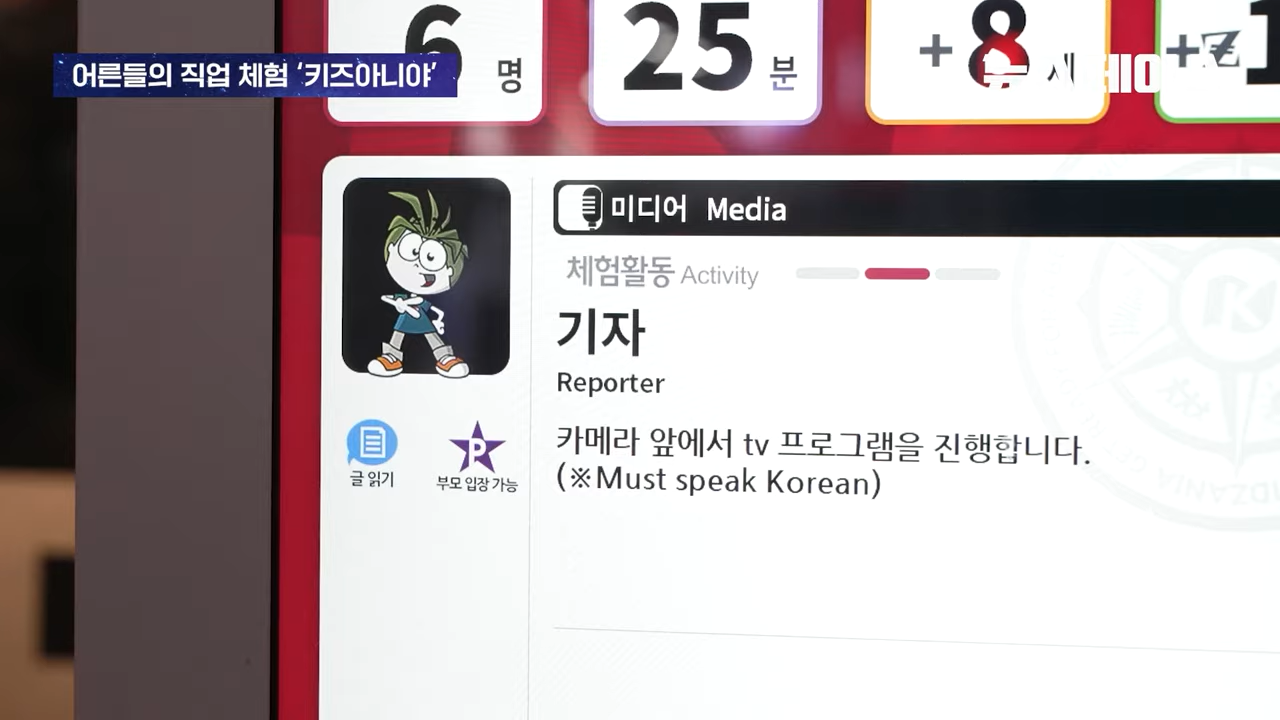 어른들의 직업 체험 ‘키즈아니야’
6 명
25 분
+8 세
미디어 Media
체험활동 Activity
기자
Reporter
카메라 앞에서 tv 프로그램을 진행합니다.
(※Must speak Korean)
글 읽기
P
부모 입장 가능